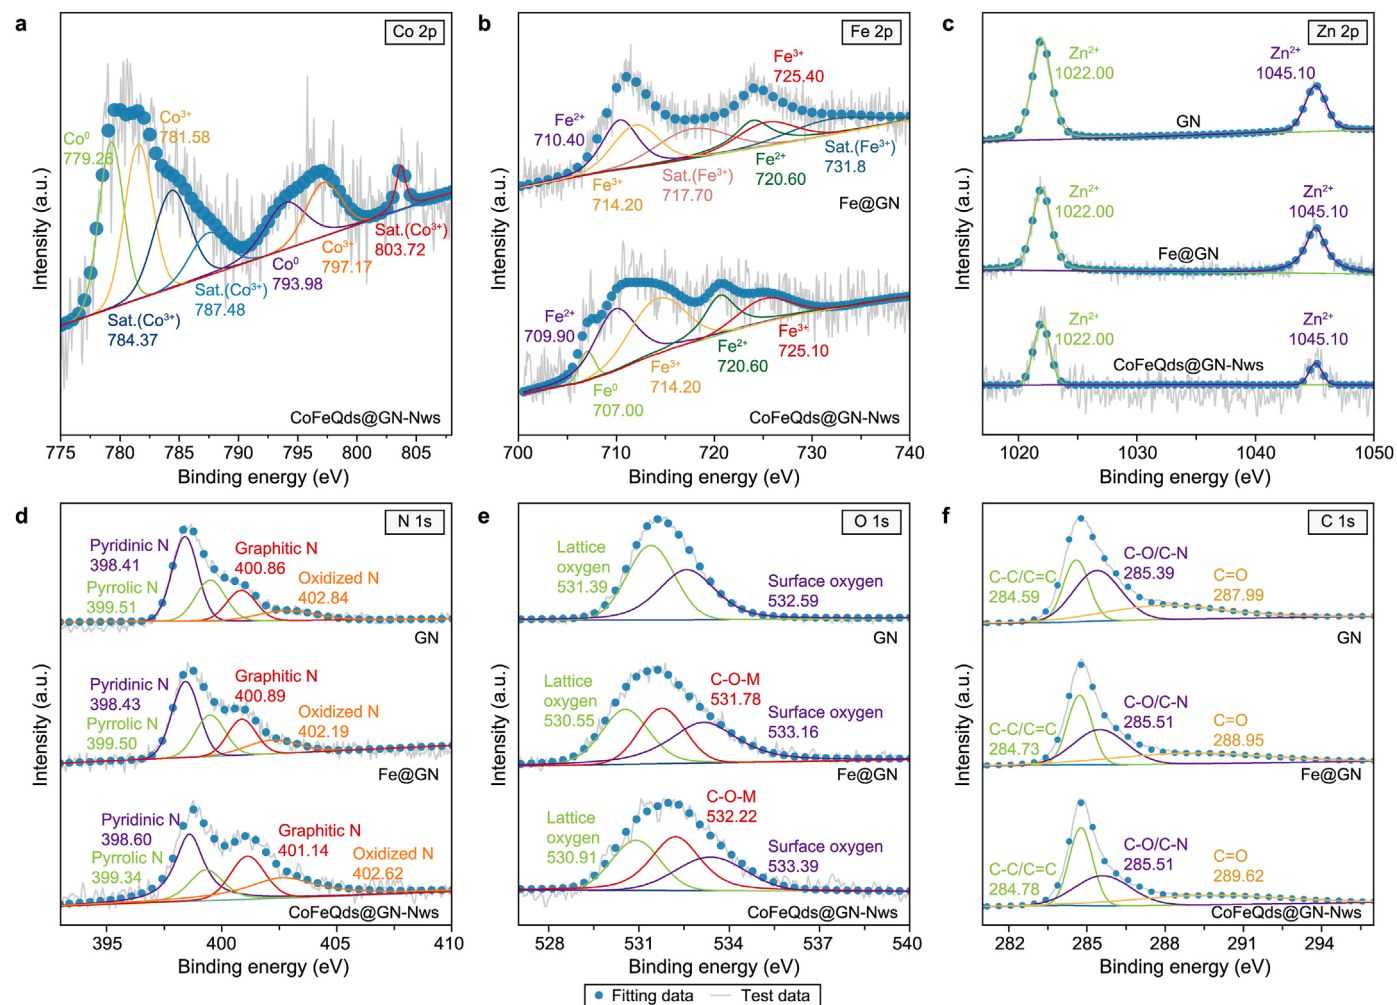 a
Co 2p
Co⁰
779.26
Co³⁺
781.58
Sat.(Co³⁺)
784.37
Sat.(Co³⁺)
787.48
Co⁰
793.98
Co³⁺
797.17
Sat.(Co³⁺)
803.72
CoFeQds@GN-Nws
Intensity (a.u.)
775
780
785
790
795
800
805
Binding energy (eV)
b
Fe 2p
Fe²⁺
710.40
Fe³⁺
714.20
Sat.(Fe³⁺)
717.70
Fe²⁺
720.60
Fe³⁺
725.40
Sat.(Fe³⁺)
731.8
Fe@GN
Fe²⁺
709.90
Fe⁰
707.00
Fe³⁺
714.20
Fe²⁺
720.60
Fe³⁺
725.10
CoFeQds@GN-Nws
Intensity (a.u.)
700
710
720
730
740
Binding energy (eV)
c
Zn 2p
Zn²⁺
1022.00
Zn²⁺
1045.10
GN
Zn²⁺
1022.00
Zn²⁺
1045.10
Fe@GN
Zn²⁺
1022.00
Zn²⁺
1045.10
CoFeQds@GN-Nws
Intensity (a.u.)
1020
1030
1040
1050
Binding energy (eV)
d
N 1s
Pyridinic N
398.41
Pyrrolic N
399.51
Graphitic N
400.86
Oxidized N
402.84
GN
Pyridinic N
398.43
Pyrrolic N
399.50
Graphitic N
400.89
Oxidized N
402.19
Fe@GN
Pyridinic N
398.60
Pyrrolic N
399.34
Graphitic N
401.14
Oxidized N
402.62
CoFeQds@GN-Nws
Intensity (a.u.)
395
400
405
410
Binding energy (eV)
e
O 1s
Lattice
oxygen
531.39
Surface oxygen
532.59
GN
Lattice
oxygen
530.55
C-O-M
531.78
Surface oxygen
533.16
Fe@GN
Lattice
oxygen
530.91
C-O-M
532.22
Surface oxygen
533.39
CoFeQds@GN-Nws
Intensity (a.u.)
528
531
534
537
540
Binding energy (eV)
f
C 1s
C-C/C=C
284.59
C-O/C-N
285.39
C=O
287.99
GN
C-C/C=C
284.73
C-O/C-N
285.51
C=O
288.95
Fe@GN
C-C/C=C
284.78
C-O/C-N
285.51
C=O
289.62
CoFeQds@GN-Nws
Intensity (a.u.)
282
285
288
291
294
Binding energy (eV)
Fitting data
Test data